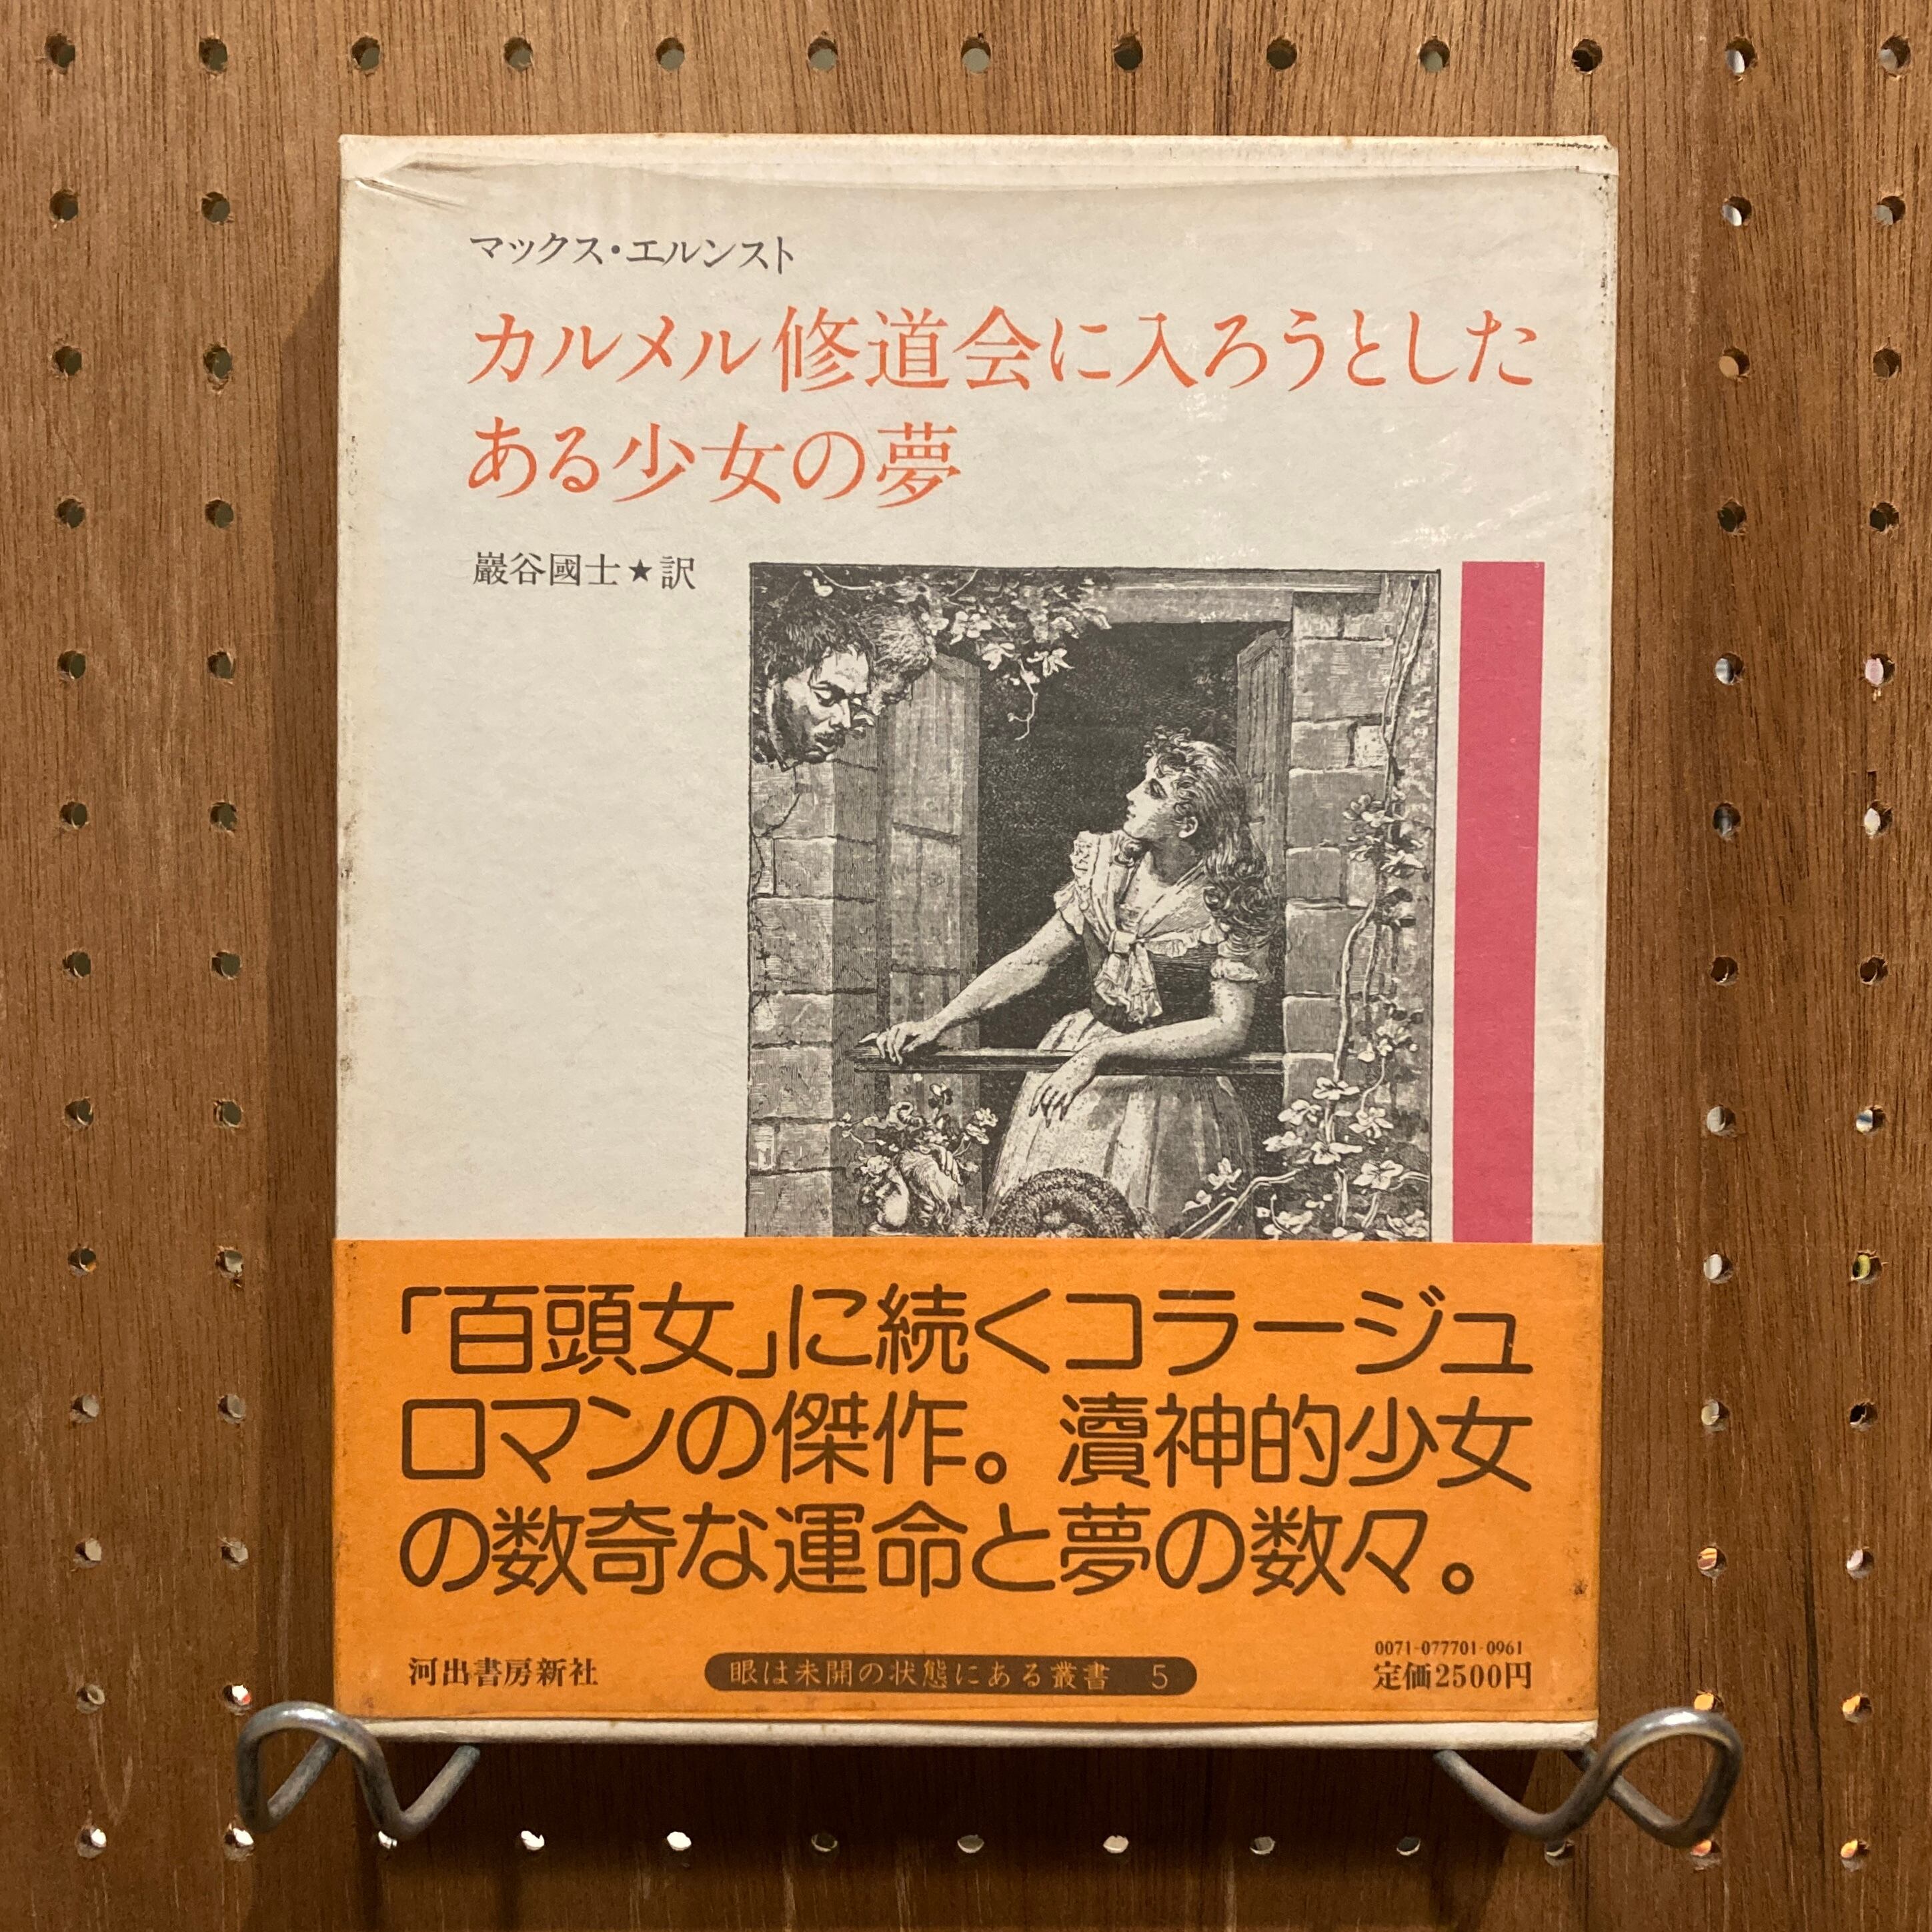 マックス・エルンスト
カルメル修道会に入ろうとした
ある少女の夢
巖谷國士★訳
「百頭女」に続くコラージュ
ロマンの傑作。瀆神的少女
の数奇な運命と夢の数々。
0071-077701-0961
河出書房新社 眼は未開の状態にある叢書 5 定価2500円